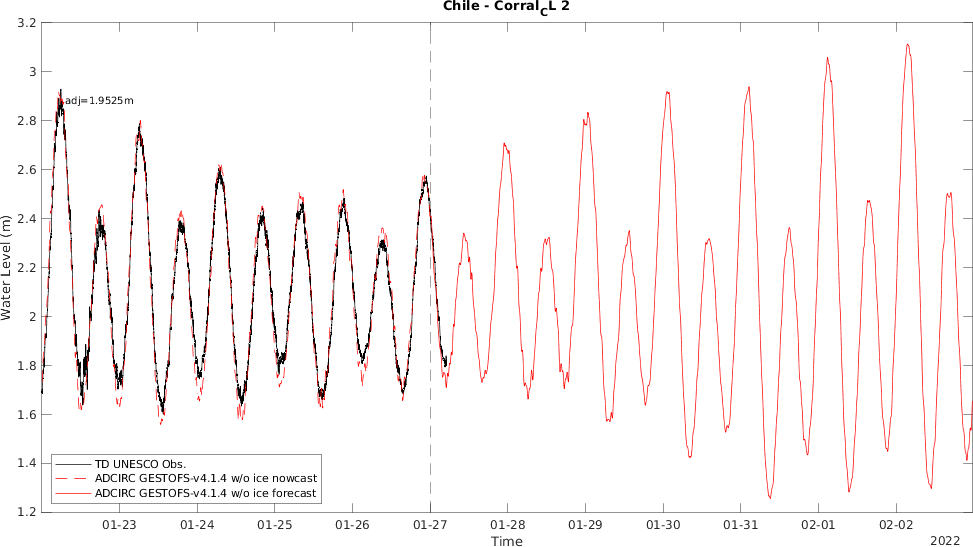 Chile - Corral_CL 2
3.2
3
2.8
2.6
2.4
2.2
2
1.8
1.6
1.4
1.2
Water Level (m)
adj=1.9525m
TD UNESCO Obs.
ADCIRC GESTOFS-v4.1.4 w/o ice nowcast
ADCIRC GESTOFS-v4.1.4 w/o ice forecast
01-23 01-24 01-25 01-26 01-27 01-28 01-29 01-30 01-31 02-01 02-02
Time
2022